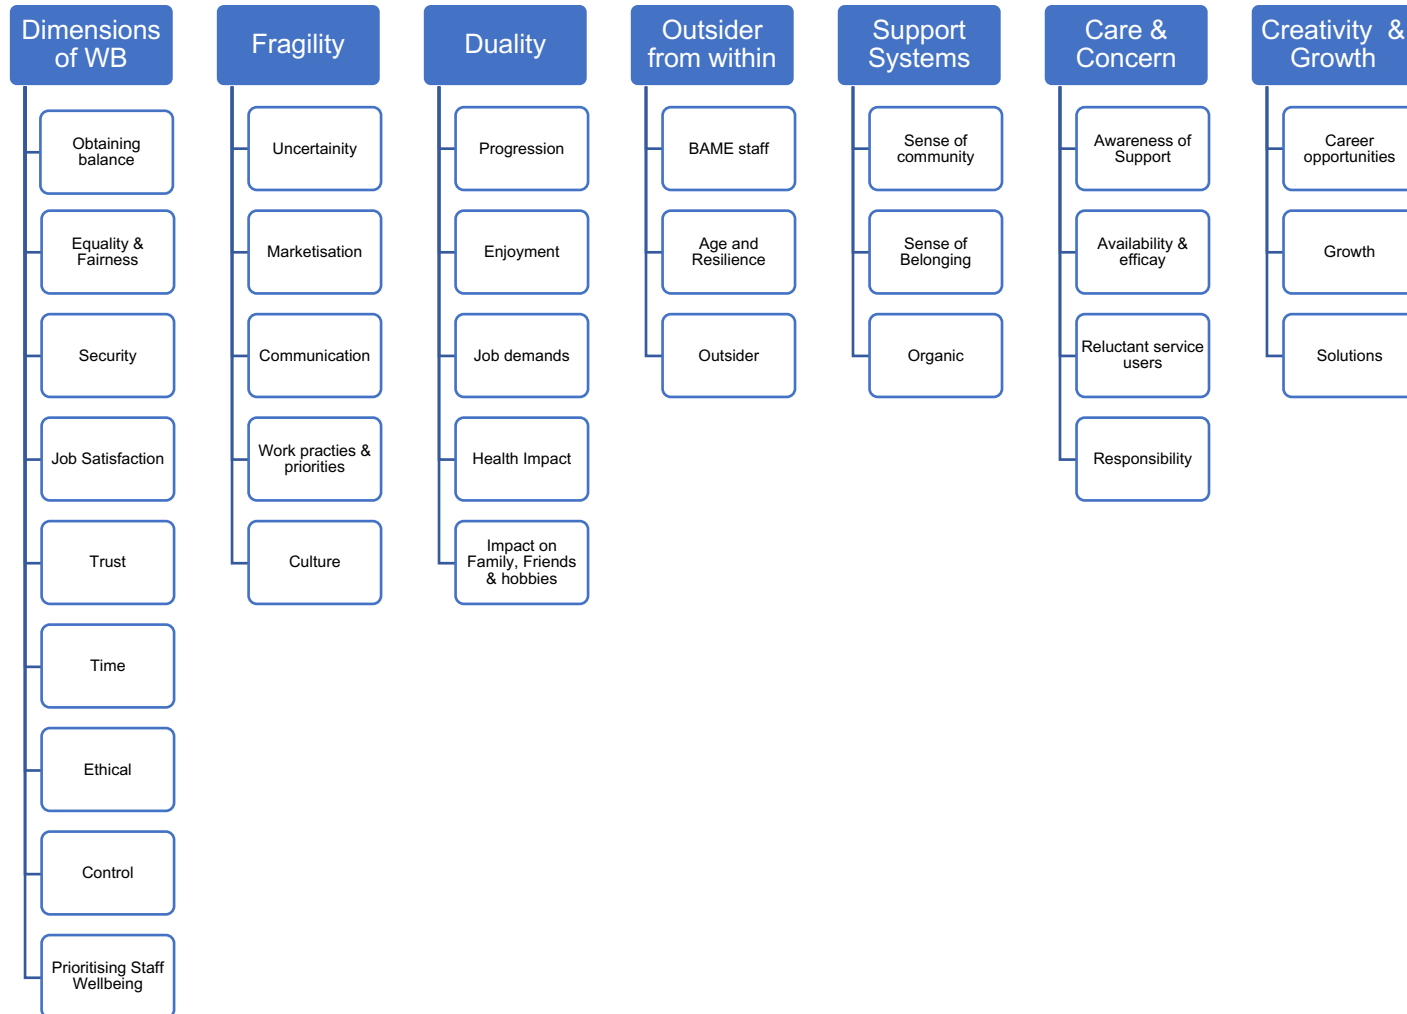 Dimensions
of WB
Obtaining
balance
Equality &
Fairness
Security
Job Satisfaction
Trust
Time
Ethical
Control
Prioritising Staff
Wellbeing
Fragility
Uncertainity
Marketisation
Communication
Work practies &
priorities
Culture
Duality
Progression
Enjoyment
Job demands
Health Impact
Impact on
Family, Friends
& hobbies
Outsider
from within
BAME staff
Age and
Resilience
Outsider
Support
Systems
Sense of
community
Sense of
Belonging
Organic
Care &
Concern
Awareness of
Support
Availability &
efficay
Reluctant service
users
Responsibility
Creativity &
Growth
Career
opportunities
Growth
Solutions